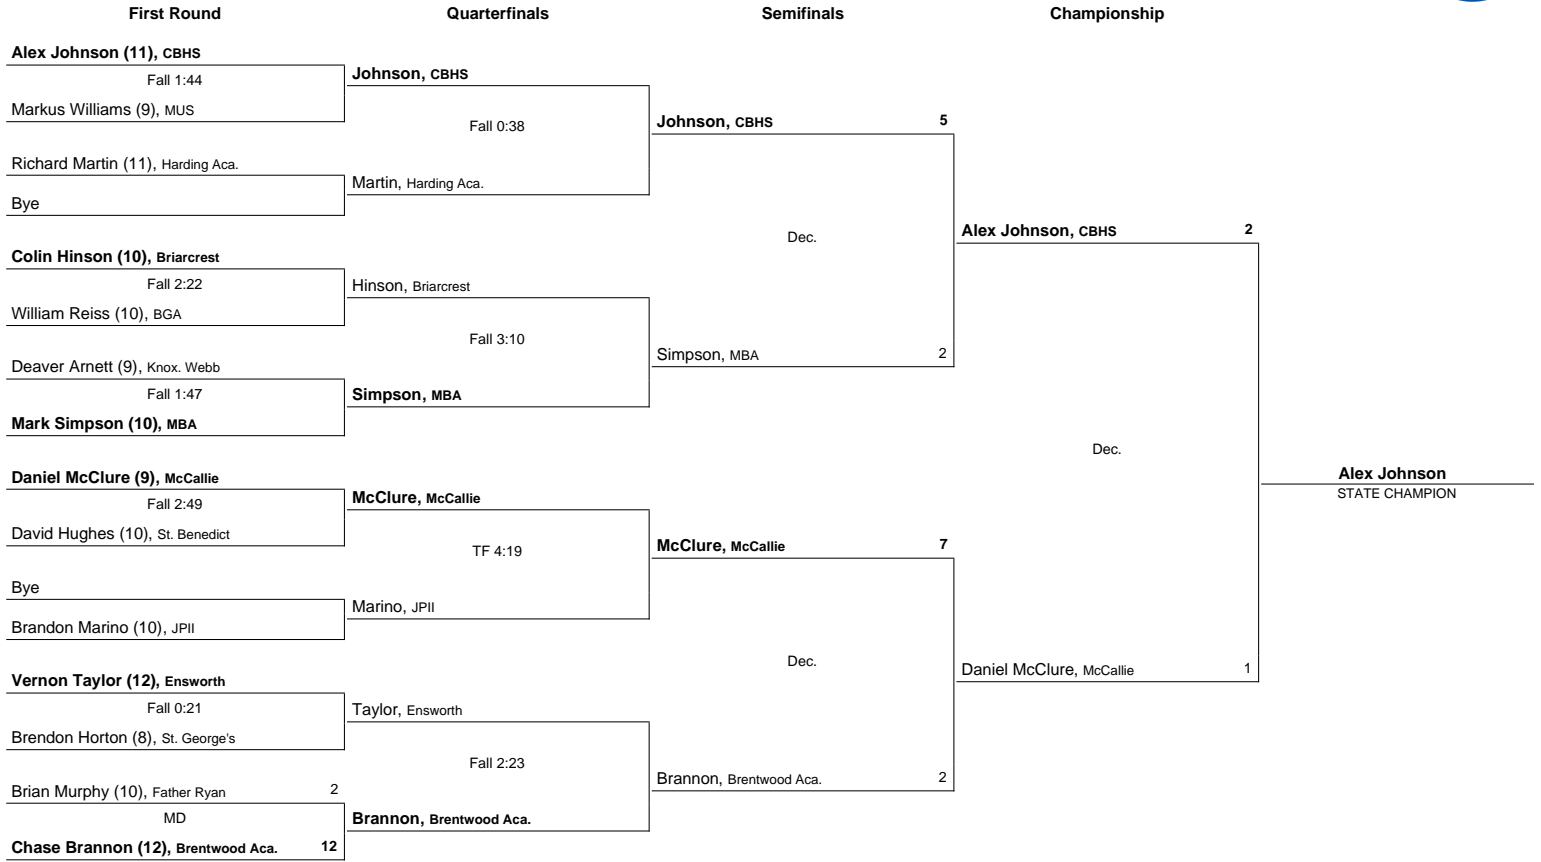 First Round
Quarterfinals
Semifinals
Championship
Alex Johnson (11), CBHS
Fall 1:44
Markus Williams (9), MUS
Richard Martin (11), Harding Aca.
Bye
Colin Hinson (10), Briarcrest
Fall 2:22
William Reiss (10), BGA
Deaver Arnett (9), Knox. Webb
Fall 1:47
Mark Simpson (10), MBA
Daniel McClure (9), McCallie
Fall 2:49
David Hughes (10), St. Benedict
Bye
Brandon Marino (10), JPII
Vernon Taylor (12), Ensworth
Fall 0:21
Brendon Horton (8), St. George's
Brian Murphy (10), Father Ryan 2
MD
Chase Brannon (12), Brentwood Aca. 12
Johnson, CBHS
Fall 0:38
Martin, Harding Aca.
Hinson, Briarcrest
Fall 3:10
Simpson, MBA
McClure, McCallie
TF 4:19
Marino, JPII
Taylor, Ensworth
Fall 2:23
Brannon, Brentwood Aca.
Johnson, CBHS 5
Dec.
Simpson, MBA 2
McClure, McCallie 7
Dec.
Brannon, Brentwood Aca. 2
Alex Johnson, CBHS 2
Dec.
Daniel McClure, McCallie 1
Alex Johnson
STATE CHAMPION